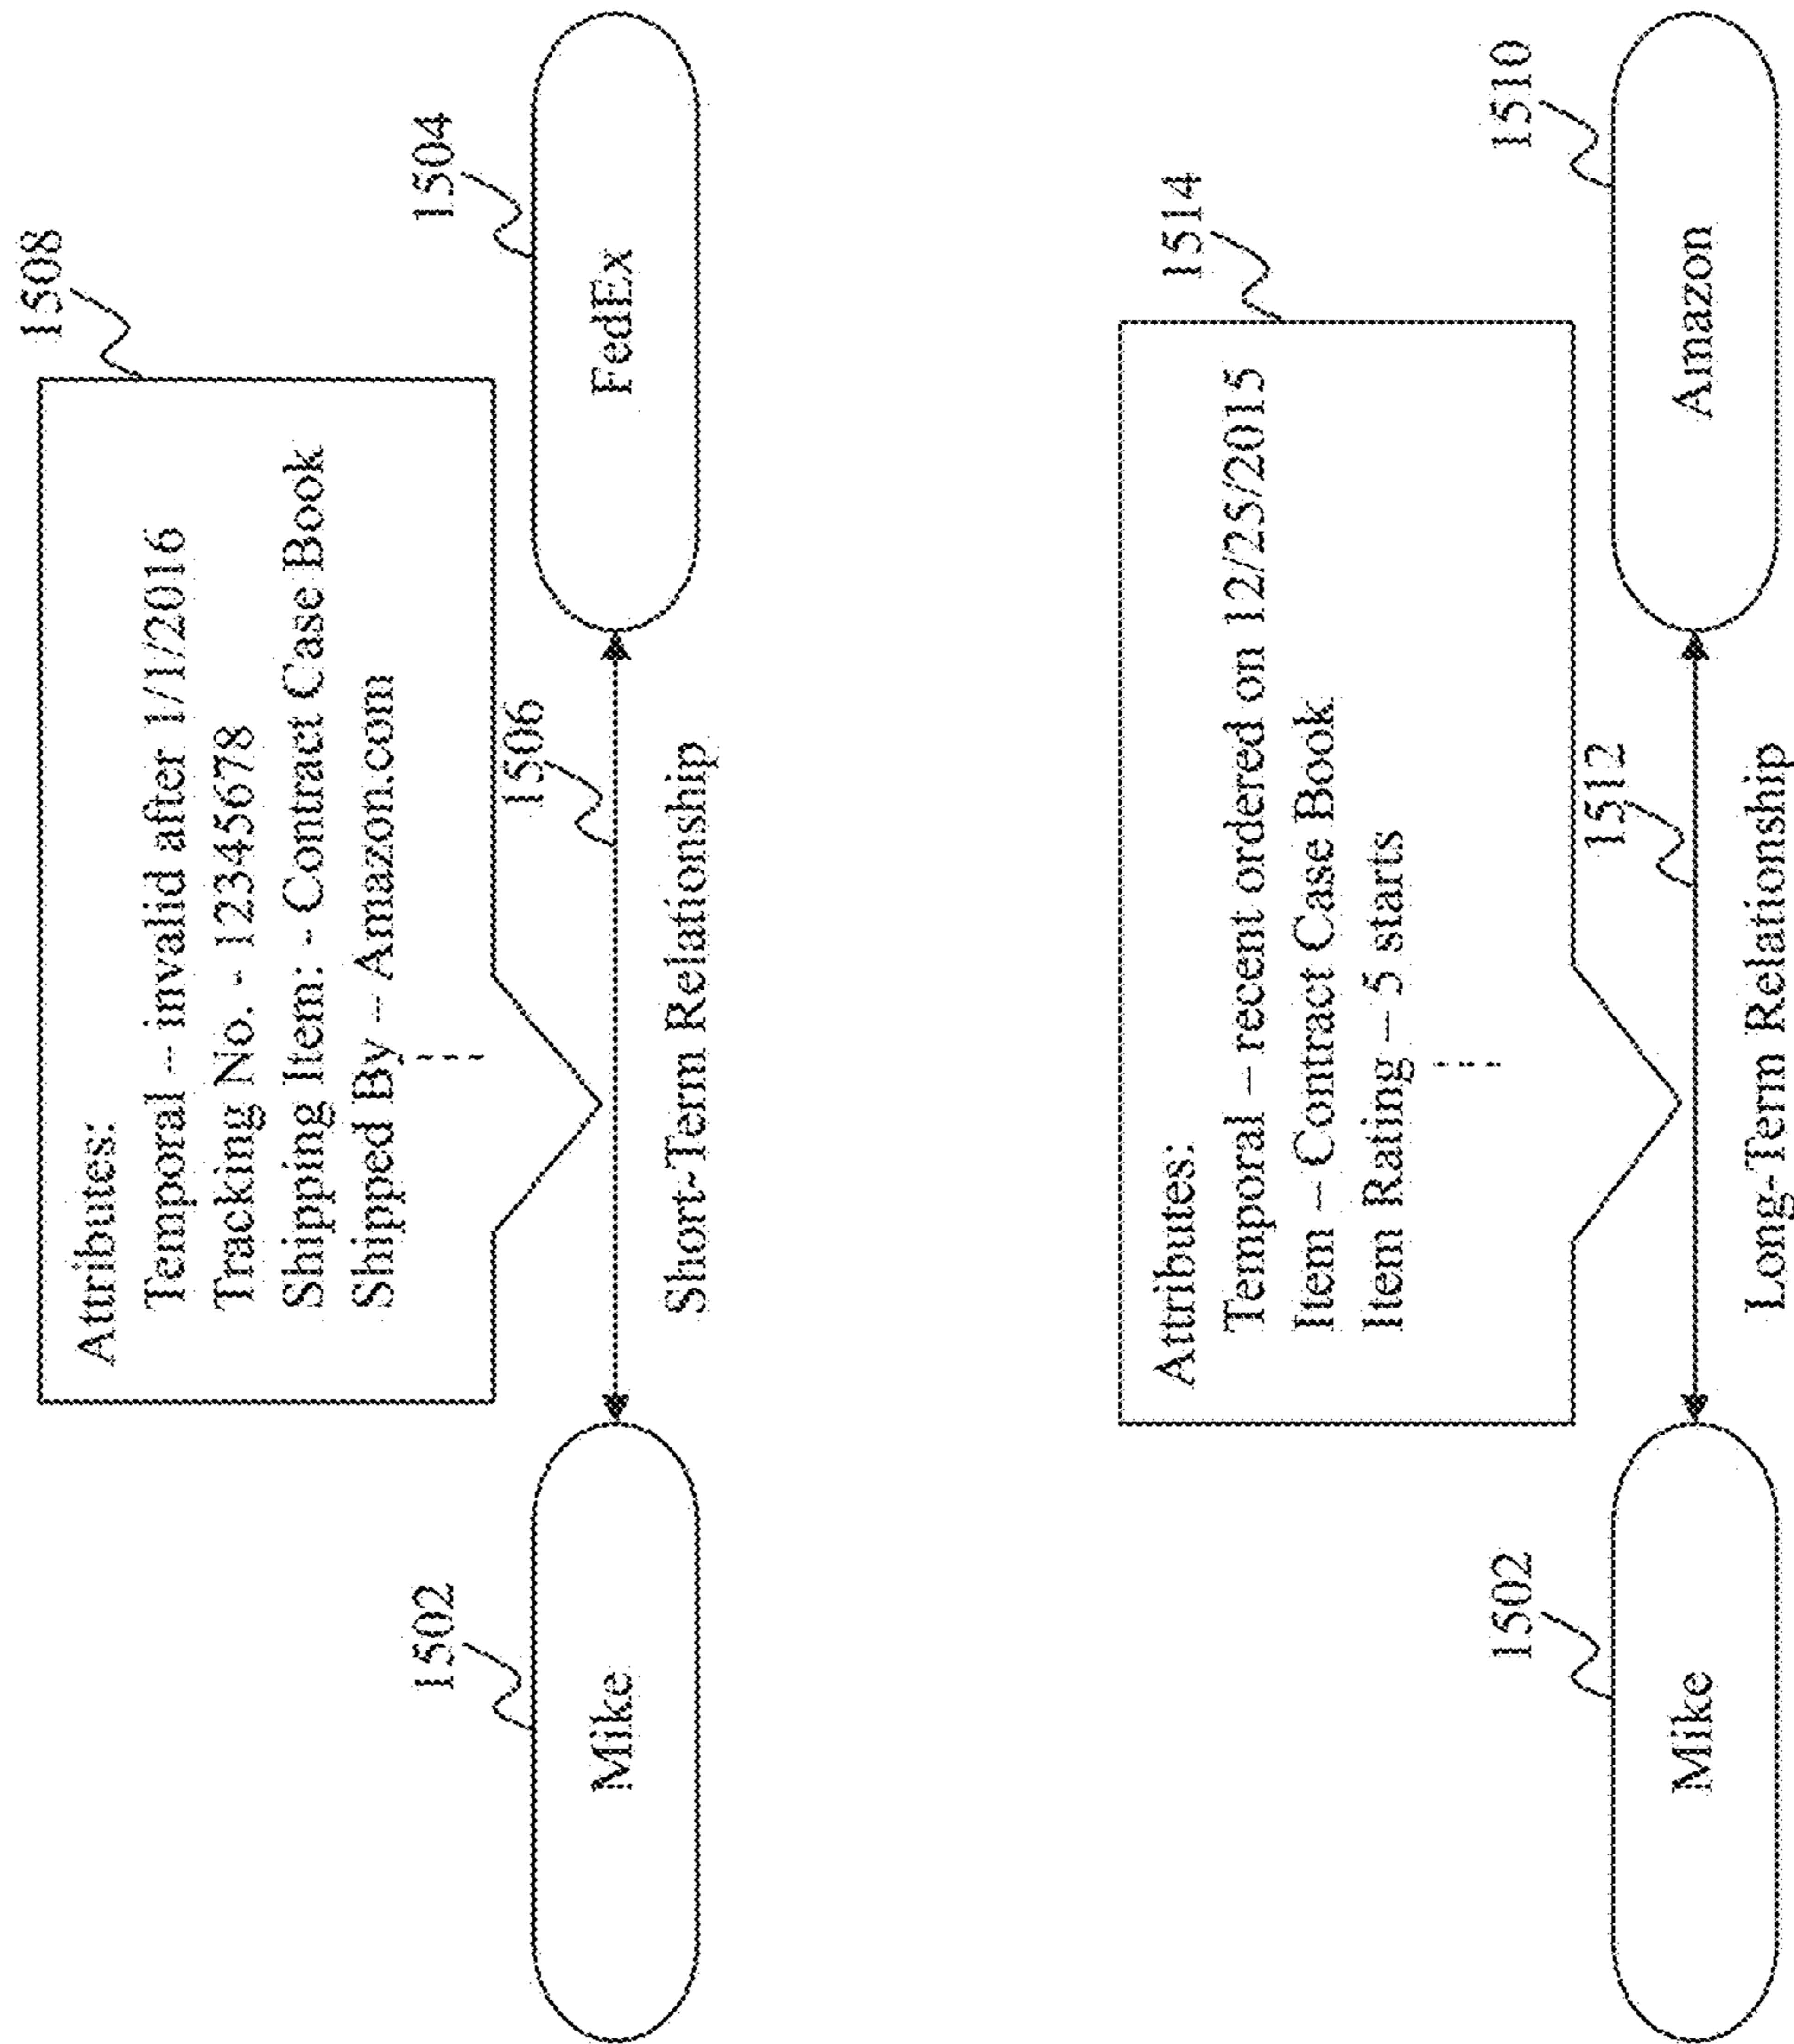 1508
Attributes:
Temporal – invalid after 1/1/2016
Tracking No. - 12345678
Shipping Item: - Contract Case Book
Shipped By – Amazon.com
1502
1506
1504
Mike
FedEx
Short-Term Relationship
1514
Attributes:
Temporal – recent ordered on 12/25/2015
Item – Contract Case Book
Item Rating – 5 starts
1502
1512
1510
Mike
Amazon
Long-Term Relationship